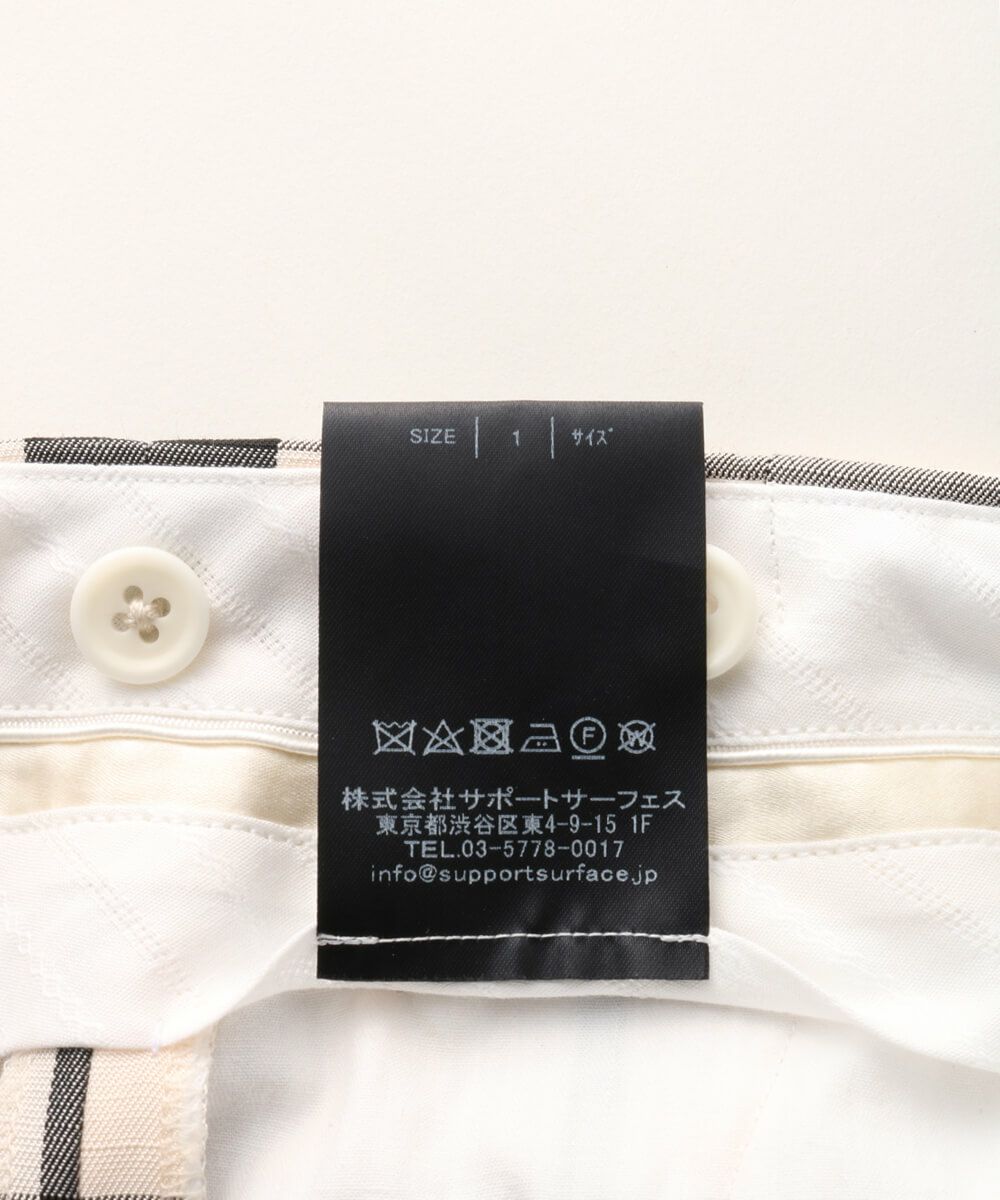 SIZE | 1 | サイズ
株式会社サポートサーフェス
東京都渋谷区東4-9-15 1F
TEL.03-5778-0017
info@supportsurface.jp